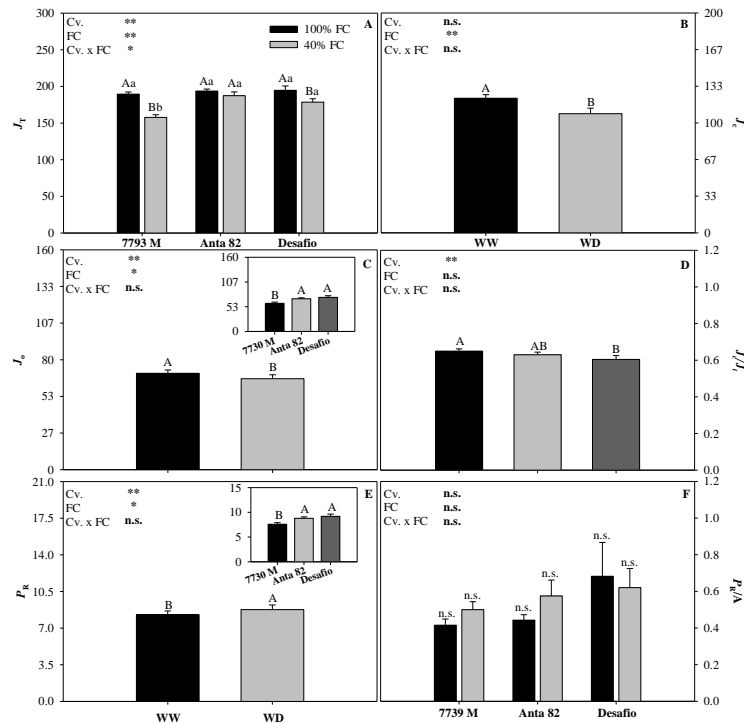 300
250
200
150
100
50
0
J_T
Cv. **
FC **
Cv. x FC *
A
100% FC
40% FC
Aa Bb Aa Aa Aa Ba
7793 M Anta 82 Desafio
200
167
133
100
67
33
0
J_c
Cv. n.s.
FC **
Cv. x FC n.s.
B
A B
WW WD
160
133
107
80
53
27
0
J_o
Cv. **
FC *
Cv. x FC n.s.
C
160
107
53
0
B A A
7730 M Anta 82 Desafio
A B
1.2
1.0
0.8
0.6
0.4
0.2
0.0
Cv. **
FC n.s.
Cv. x FC n.s.
D
A AB B
21.0
17.5
14.0
10.5
7.0
3.5
0.0
P_R
Cv. **
FC *
Cv. x FC n.s.
E
15
10
5
0
B A A
7730 M Anta 82 Desafio
B A
WW WD
1.2
1.0
0.8
0.6
0.4
0.2
0.0
P_R/A
Cv. n.s.
FC n.s.
Cv. x FC n.s.
F
n.s. n.s. n.s. n.s. n.s. n.s.
7739 M Anta 82 Desafio